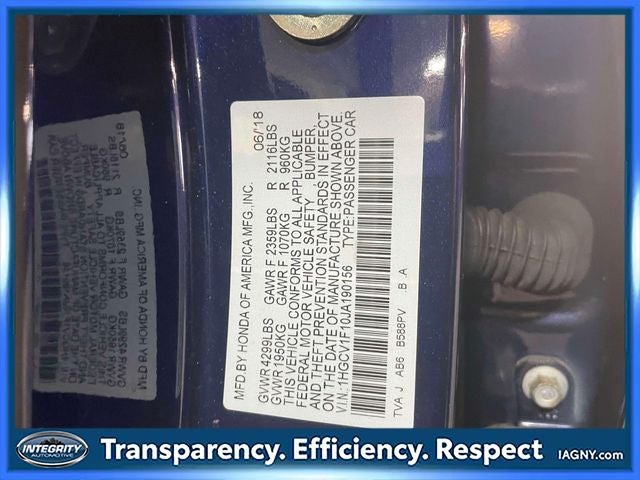 MFD BY HONDA OF AMERICA MFG., INC. 06/18
GVWR 4299LBS GAWR F 2359LBS R 2116LBS
GVWR 1950KG GAWR F 1070KG R 960KG
THIS VEHICLE CONFORMS TO ALL APPLICABLE
FEDERAL MOTOR VEHICLE SAFETY, BUMPER,
AND THEFT PREVENTION STANDARDS IN EFFECT
ON THE DATE OF MANUFACTURE SHOWN ABOVE.
V.I.N.: 1HGCV1F10JA190156 TYPE:PASSENGER CAR
TVA J AB6 B588PV B .A
INTEGRITY
AUTOMOTIVE
Transparency. Efficiency. Respect
IAGNY.com